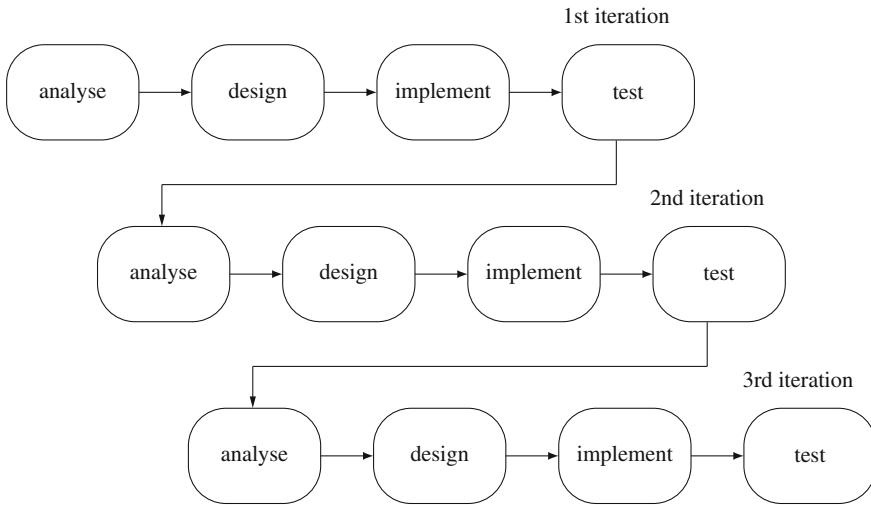 1st iteration
analyse
design
implement
test
2nd iteration
analyse
design
implement
test
3rd iteration
analyse
design
implement
test